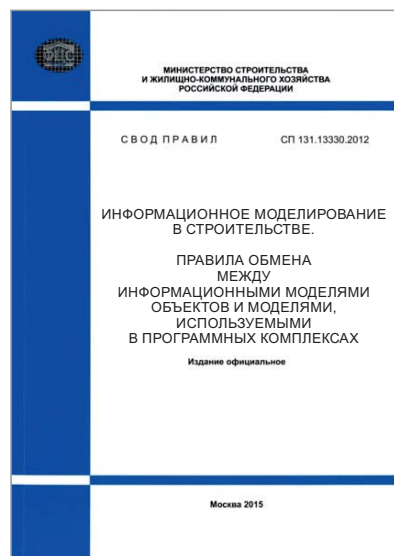 МИНИСТЕРСТВО СТРОИТЕЛЬСТВА
И ЖИЛИЩНО-КОММУНАЛЬНОГО ХОЗЯЙСТВА
РОССИЙСКОЙ ФЕДЕРАЦИИ
СВОД ПРАВИЛ СП 131.13330.2012
ИНФОРМАЦИОННОЕ МОДЕЛИРОВАНИЕ
В СТРОИТЕЛЬСТВЕ.
ПРАВИЛА ОБМЕНА
МЕЖДУ
ИНФОРМАЦИОННЫМИ МОДЕЛЯМИ
ОБЪЕКТОВ И МОДЕЛЯМИ,
ИСПОЛЬЗУЕМЫМИ
В ПРОГРАММНЫХ КОМПЛЕКСАХ
Издание официальное
Москва 2015